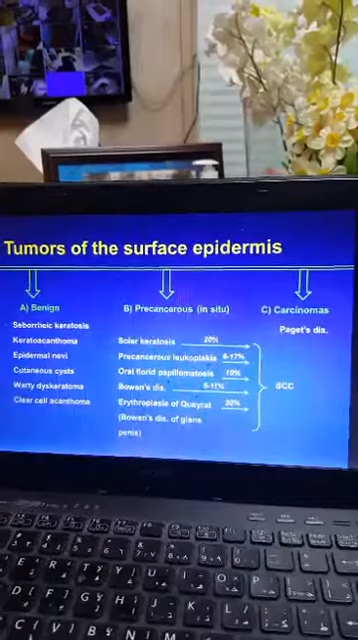 Tumors of the surface epidermis
A) Benign
Seborrheic keratosis
Keratoacanthoma
Epidermal nevi
Cutaneous cysts
Warty dyskeratoma
Clear cell acanthoma
B) Precancerous (in situ)
Solar keratosis 20%
Precancerous leukoplakia 6-17%
Oral florid papillomatosis 10%
Bowen's dis. 5-11%
Erythroplasia of Queyrat 30%
(Bowen's dis. of glans
penis)
SCC
C) Carcinomas
Paget's dis.